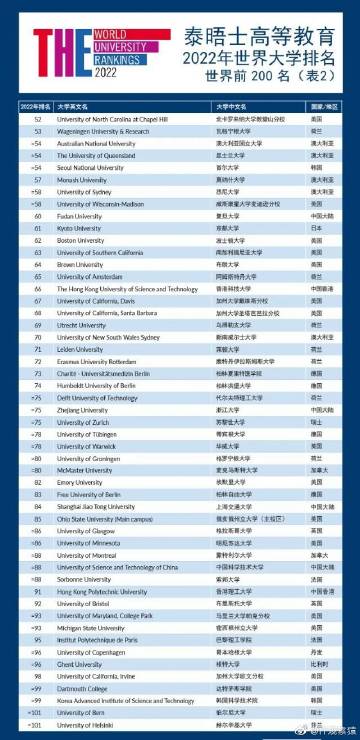 THE WORLD UNIVERSITY RANKINGS 2022
泰晤士高等教育
2022年世界大学排名
世界前 200 名（表2）
2022年排名 大学英文名 大学中文名 国家/地区
52 University of North Carolina at Chapel Hill 北卡罗来纳大学教堂山分校 美国
53 Wageningen University & Research 瓦格宁根大学 荷兰
=54 Australian National University 澳大利亚国立大学 澳大利亚
=54 The University of Queensland 昆士兰大学 澳大利亚
=54 Seoul National University 首尔大学 韩国
57 Monash University 莫纳什大学 澳大利亚
=58 University of Sydney 悉尼大学 澳大利亚
=58 University of Wisconsin-Madison 威斯康星大学麦迪逊分校 美国
60 Fudan University 复旦大学 中国大陆
61 Kyoto University 京都大学 日本
62 Boston University 波士顿大学 美国
63 University of Southern California 南加利福尼亚大学 美国
64 Brown University 布朗大学 美国
65 University of Amsterdam 阿姆斯特丹大学 荷兰
66 The Hong Kong University of Science and Technology 香港科技大学 中国香港
67 University of California, Davis 加州大学戴维斯分校 美国
68 University of California, Santa Barbara 加州大学圣塔芭芭拉分校 美国
69 Utrecht University 乌得勒支大学 荷兰
70 University of New South Wales Sydney 新南威尔士大学 澳大利亚
71 Leiden University 莱顿大学 荷兰
72 Erasmus University Rotterdam 鹿特丹伊拉斯姆斯大学 荷兰
73 Charité - Universitätsmedizin Berlin 柏林夏里特医学院 德国
74 Humboldt University of Berlin 柏林洪堡大学 德国
=75 Delft University of Technology 代尔夫特理工大学 荷兰
=75 Zhejiang University 浙江大学 中国大陆
=75 University of Zurich 苏黎世大学 瑞士
=78 University of Tübingen 蒂宾根大学 德国
=78 University of Warwick 华威大学 英国
=80 University of Groningen 格罗宁根大学 荷兰
=80 McMaster University 麦克马斯特大学 加拿大
82 Emory University 埃默里大学 美国
83 Free University of Berlin 柏林自由大学 德国
84 Shanghai Jiao Tong University 上海交通大学 中国大陆
85 Ohio State University (Main campus) 俄亥俄州立大学（主校区） 美国
=86 University of Glasgow 格拉斯哥大学 英国
=86 University of Minnesota 明尼苏达大学 美国
=88 University of Montreal 蒙特利尔大学 加拿大
=88 University of Science and Technology of China 中国科学技术大学 中国大陆
=88 Sorbonne University 索邦大学 法国
91 Hong Kong Polytechnic University 香港理工大学 中国香港
92 University of Bristol 布里斯托大学 英国
=93 University of Maryland, College Park 马里兰大学帕克分校 美国
=93 Michigan State University 密西根州立大学 美国
95 Institut Polytechnique de Paris 巴黎理工学院 法国
=96 University of Copenhagen 哥本哈根大学 丹麦
=96 Ghent University 根特大学 比利时
98 University of California, Irvine 加州大学欧文分校 美国
=99 Dartmouth College 达特茅斯学院 美国
=99 Korea Advanced Institute of Science and Technology 韩国科学技术院 韩国
=101 University of Bern 伯尔尼大学 瑞士
=101 University of Helsinki 赫尔辛基大学 芬兰